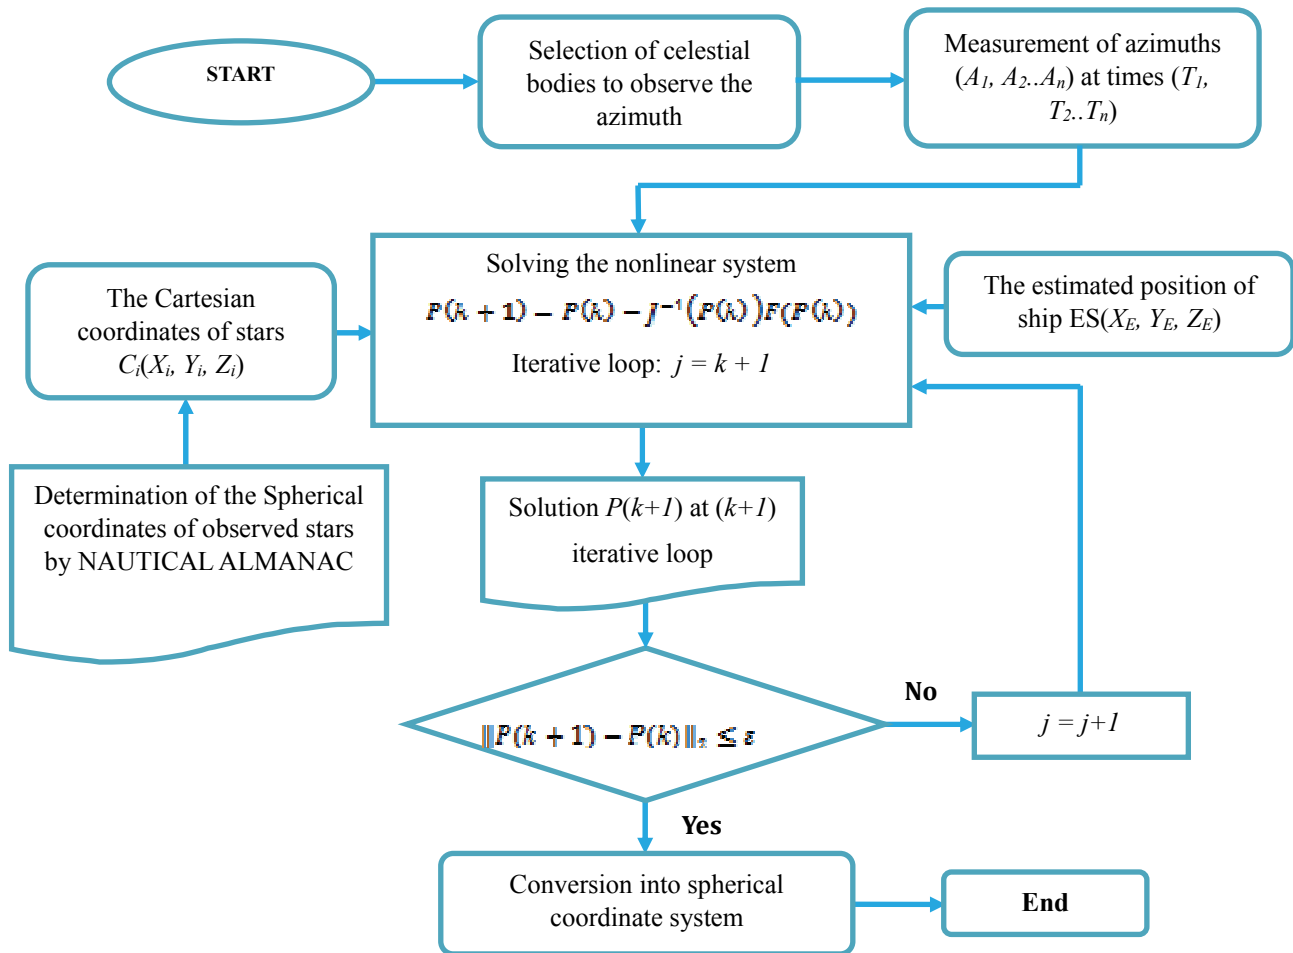 START
Selection of celestial
bodies to observe the
azimuth
Measurement of azimuths
(A1, A2..An) at times (T1,
T2..Tn)
Solving the nonlinear system
P(k + 1) − P(k) − J−1(P(k))F(P(k))
Iterative loop: j = k + 1
The Cartesian
coordinates of stars
Ci(Xi, Yi, Zi)
The estimated position of
ship ES(XE, YE, ZE)
Determination of the Spherical
coordinates of observed stars
by NAUTICAL ALMANAC
Solution P(k+1) at (k+1)
iterative loop
‖P(k + 1) − P(k)‖ ≤ ε
No
j = j+1
Yes
Conversion into spherical
coordinate system
End